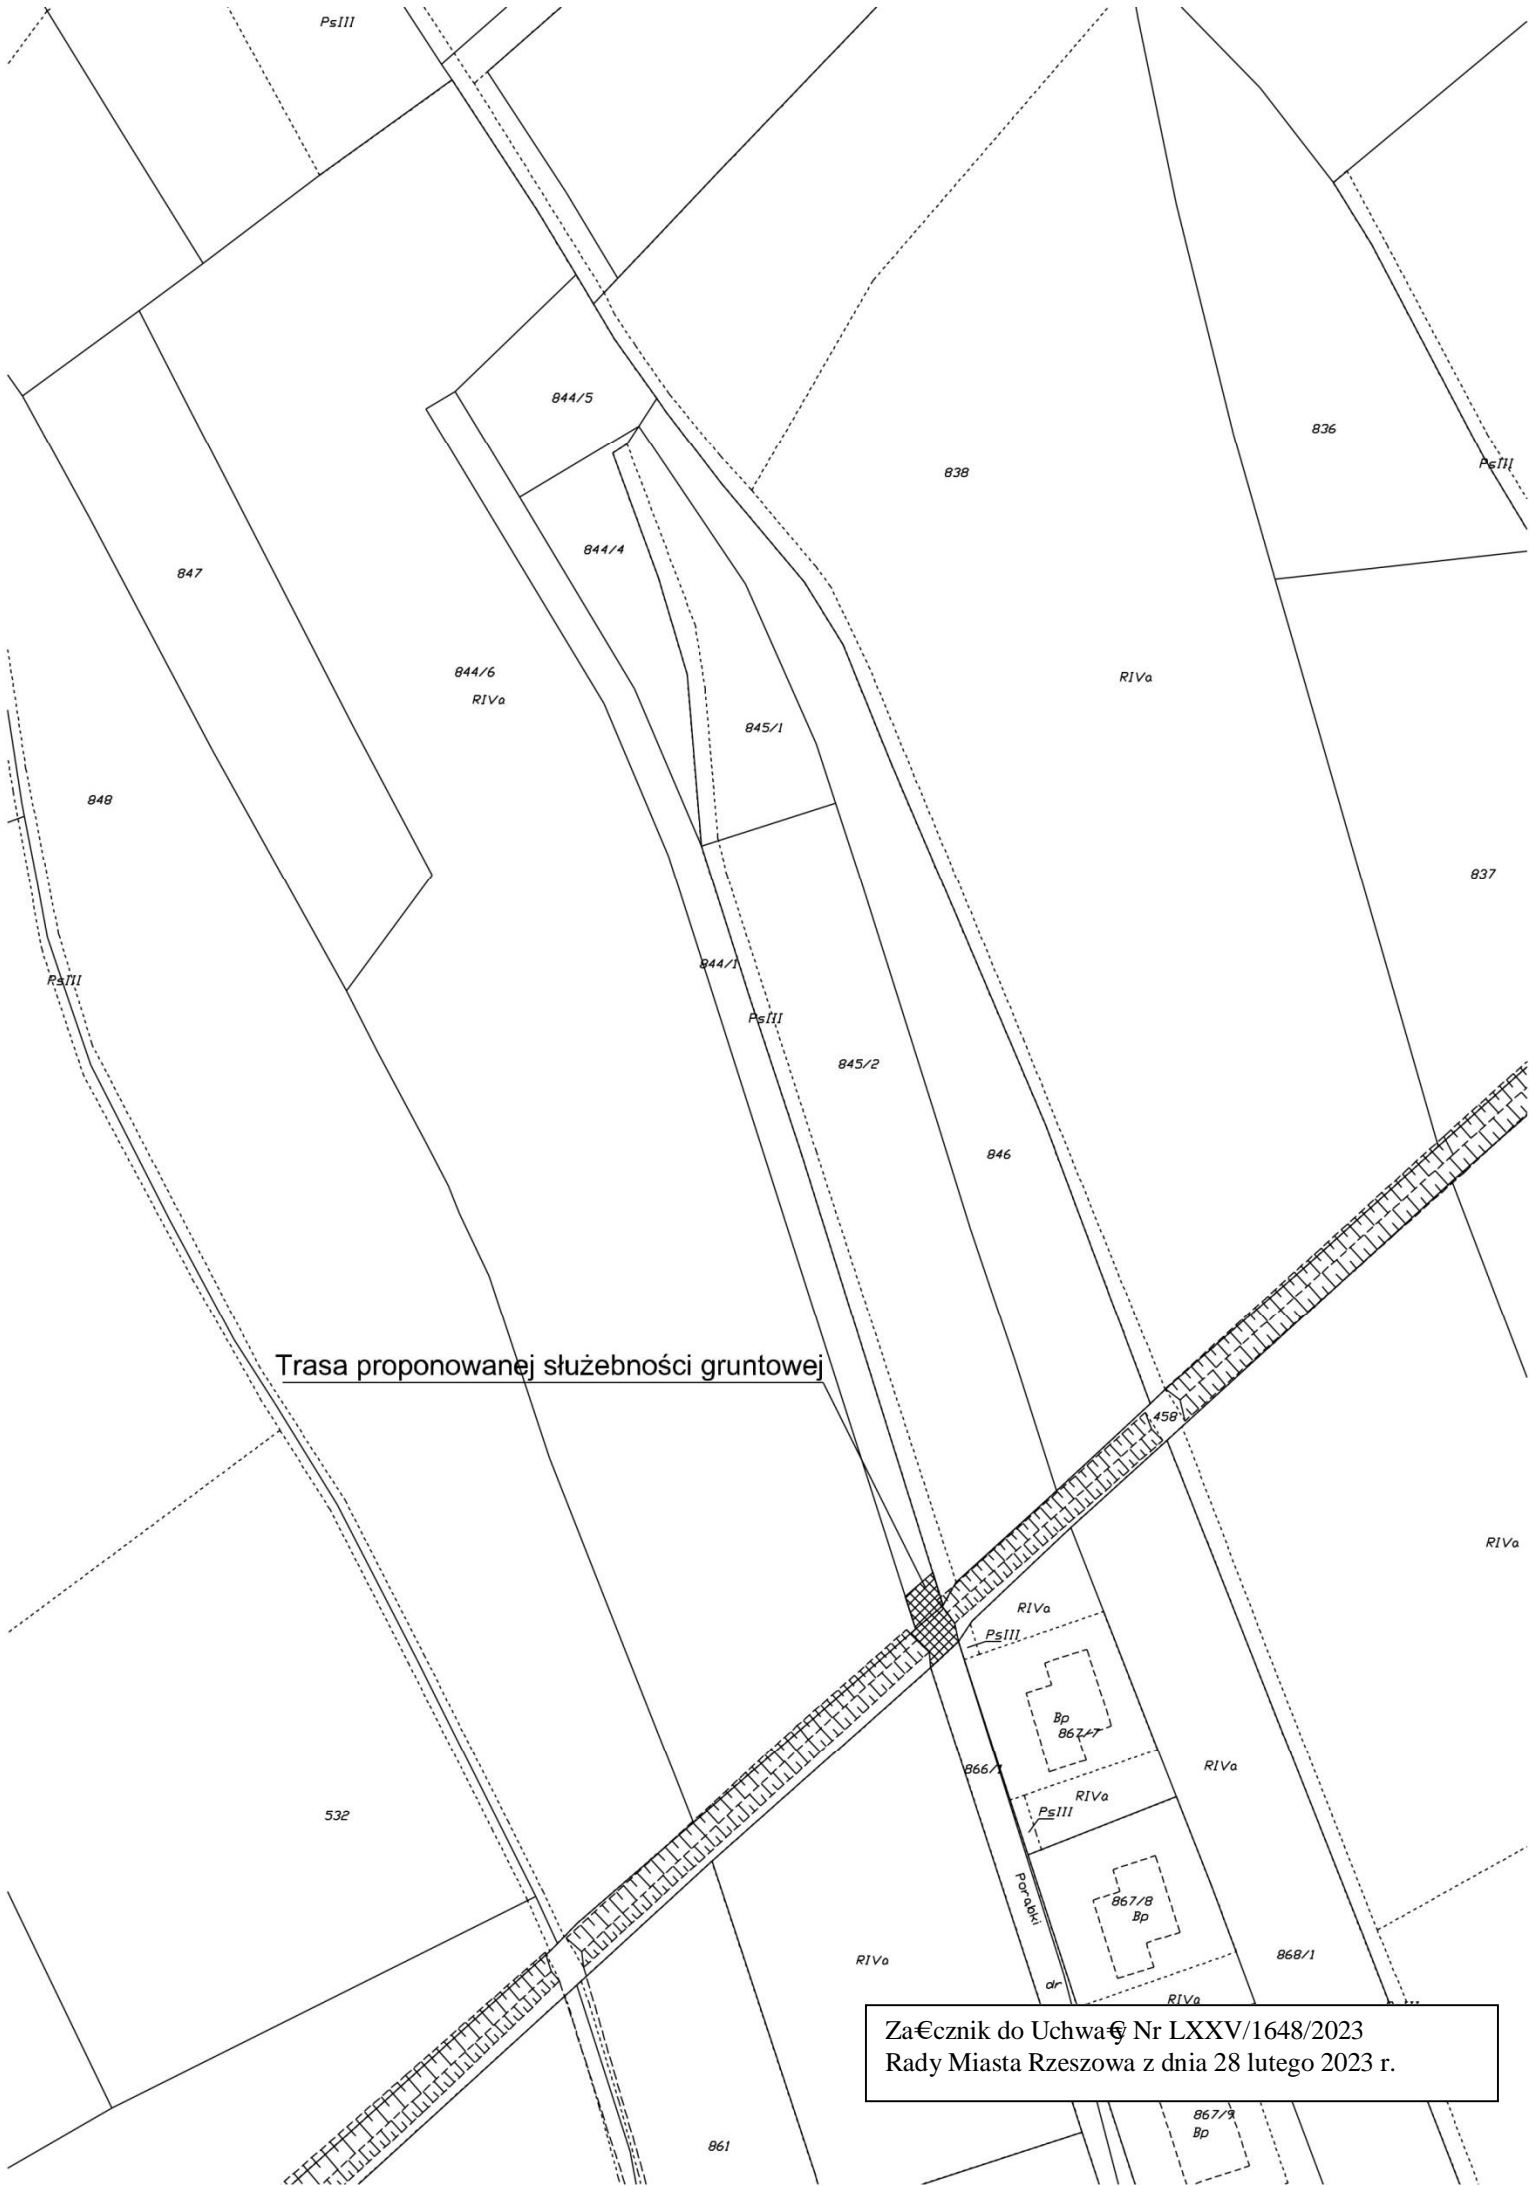 PsIII
844/5
836
838
PsIII
844/4
847
844/6
RIVa
RIVa
845/1
848
837
844/1
PsIII
PsIII
845/2
846
Trasa proponowanej służebności gruntowej
458
RIVa
RIVa
PsIII
Bp
867/7
866/1
RIVa
RIVa
PsIII
532
Porąbki
867/8
Bp
868/1
RIVa
dr
RIVa
Za€cznik do Uchwa€y Nr LXXV/1648/2023
Rady Miasta Rzeszowa z dnia 28 lutego 2023 r.
867/9
Bp
861